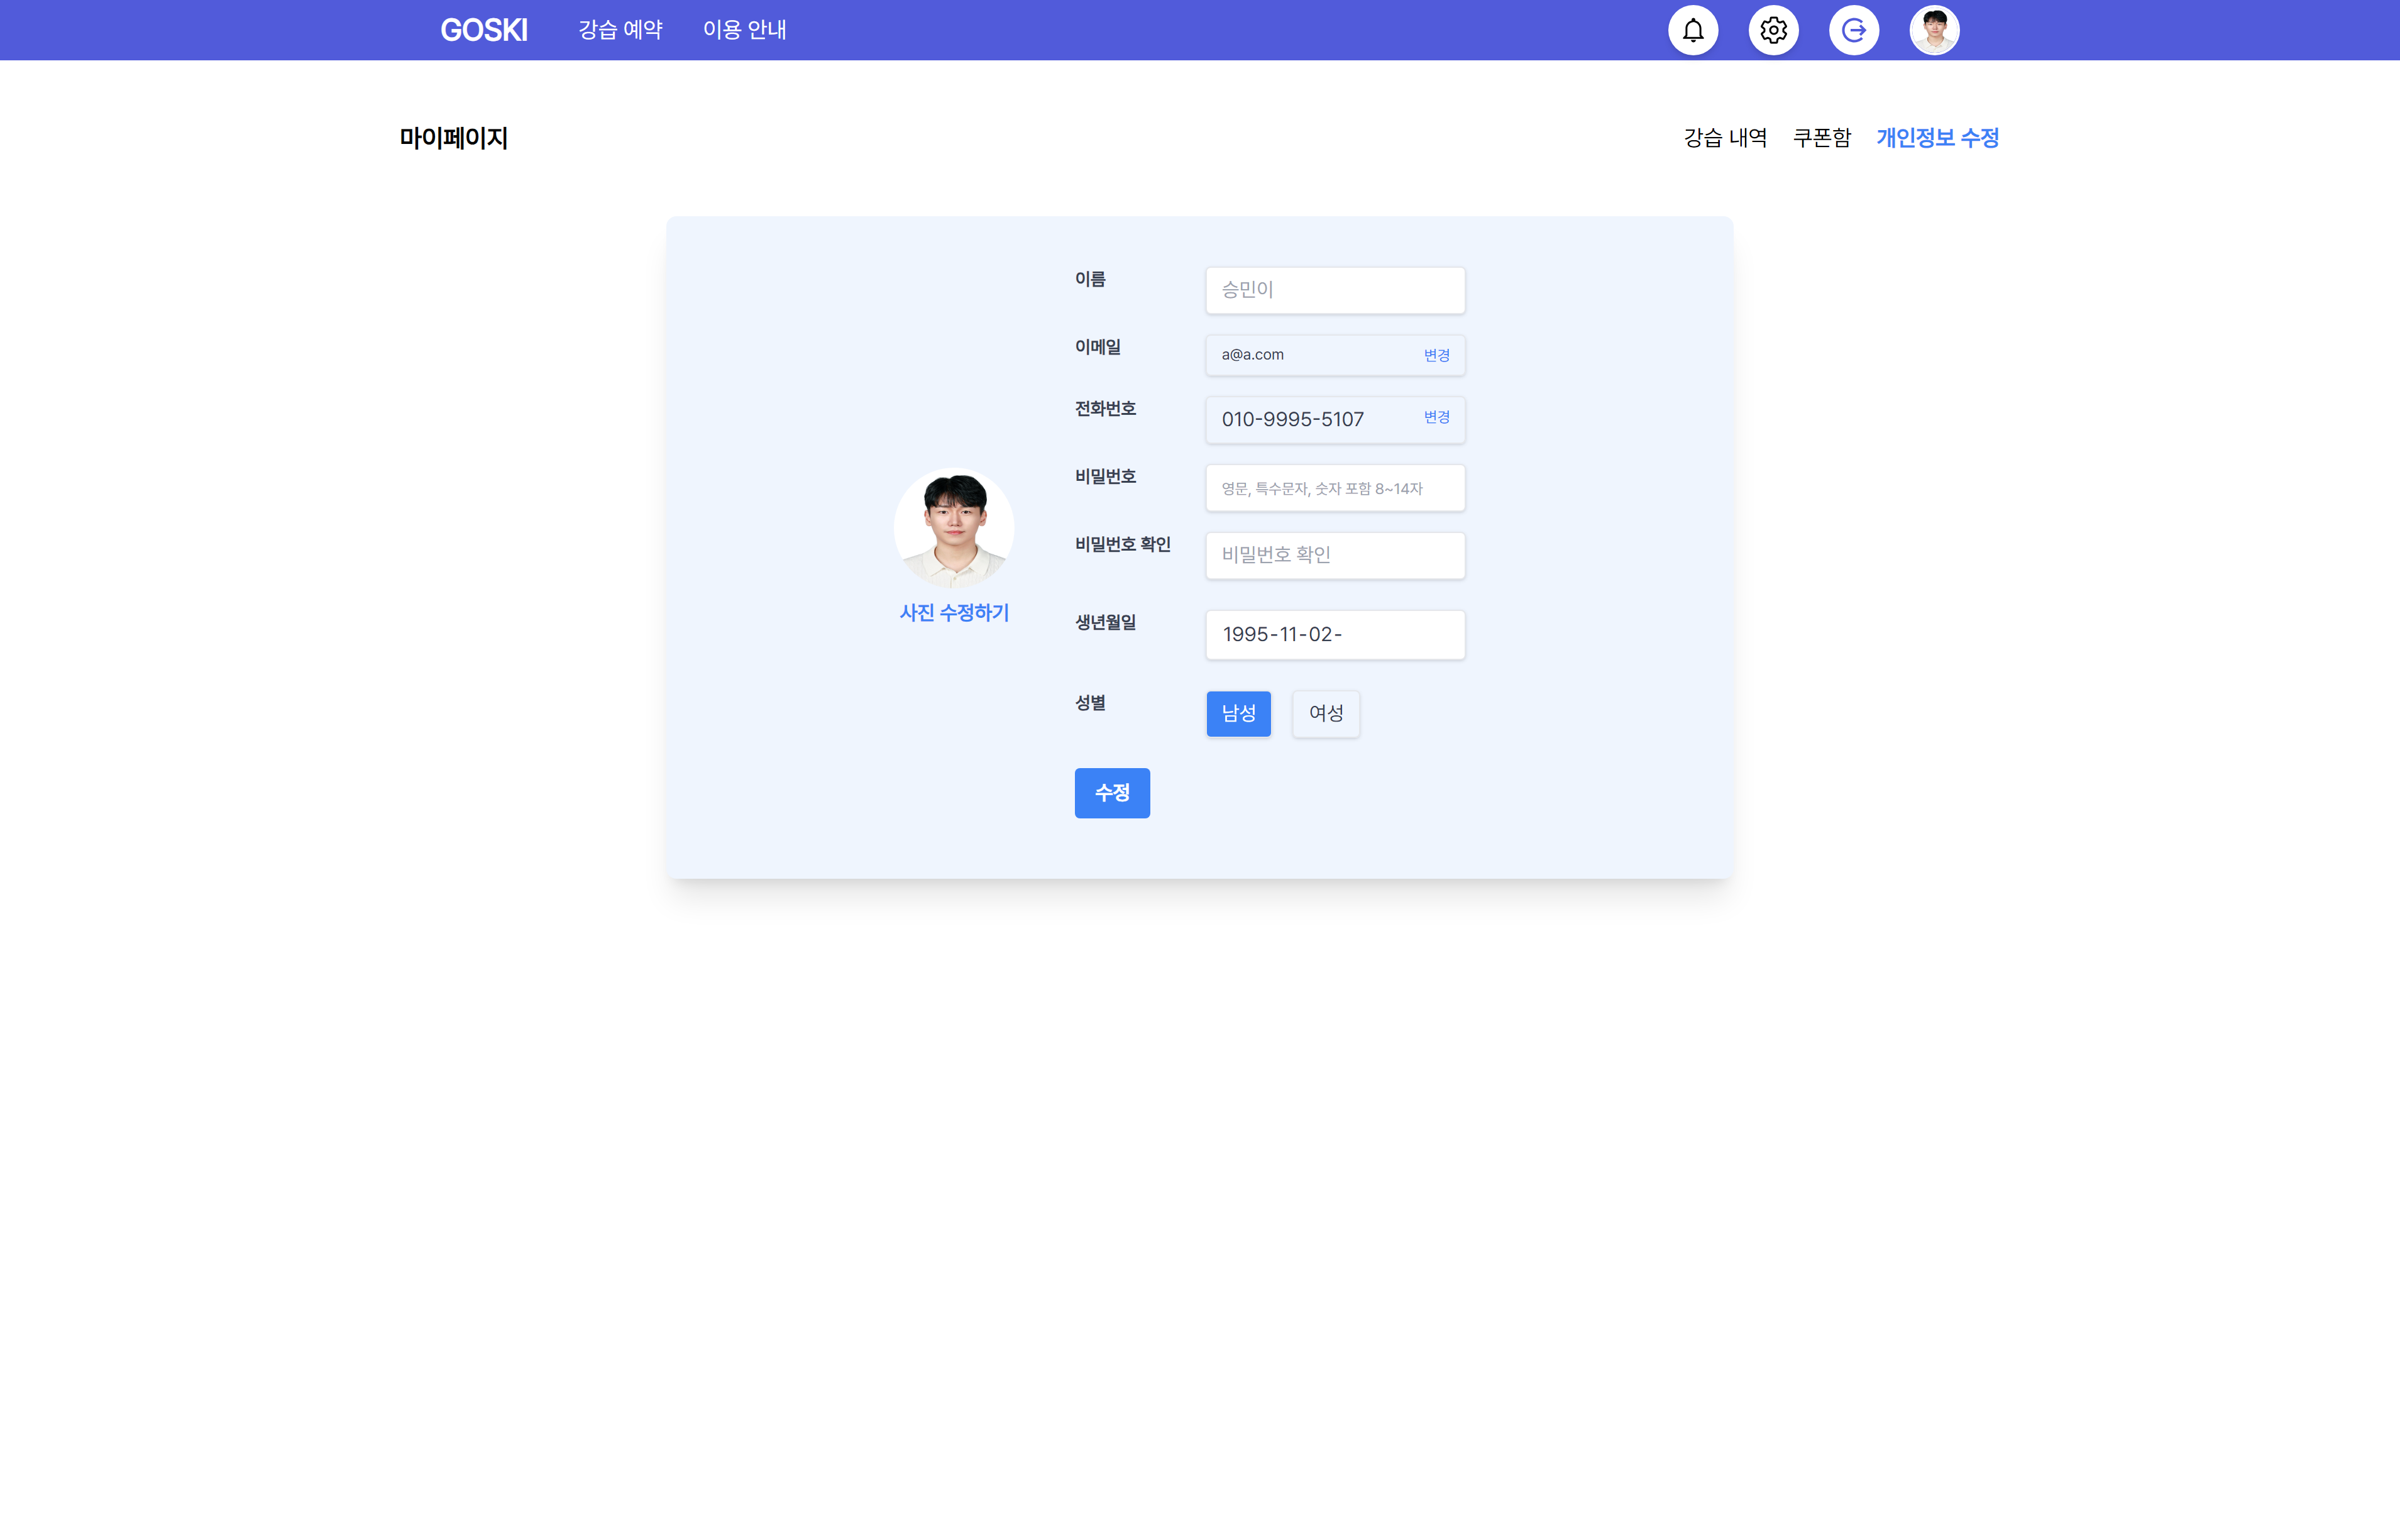 GOSKI 강습 예약 이용 안내
마이페이지 강습 내역 쿠폰함 개인정보 수정
이름 승민이
이메일 a@a.com 변경
전화번호 010-9995-5107 변경
비밀번호 영문, 특수문자, 숫자 포함 8~14자
비밀번호 확인 비밀번호 확인
사진 수정하기
생년월일 1995-11-02-
성별 남성 여성
수정